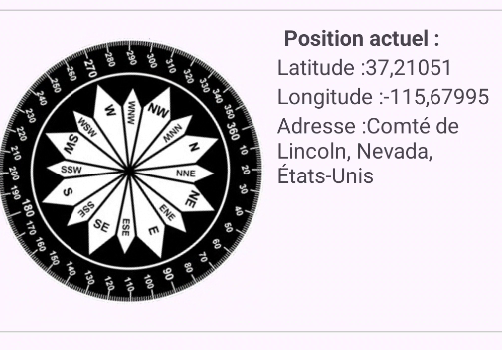 Position actuel :
Latitude :37,21051
Longitude :-115,67995
Adresse :Comté de
Lincoln, Nevada,
États-Unis
W
WNW
NW
NNW
N
NNE
NE
ENE
E
ESE
SE
SSE
S
SSW
SW
WSW
270
280
290
300
310
320
330
340
350
360
10
20
30
40
50
60
70
80
90
100
110
120
130
140
150
160
170
180
190
200
210
220
230
240
250
260